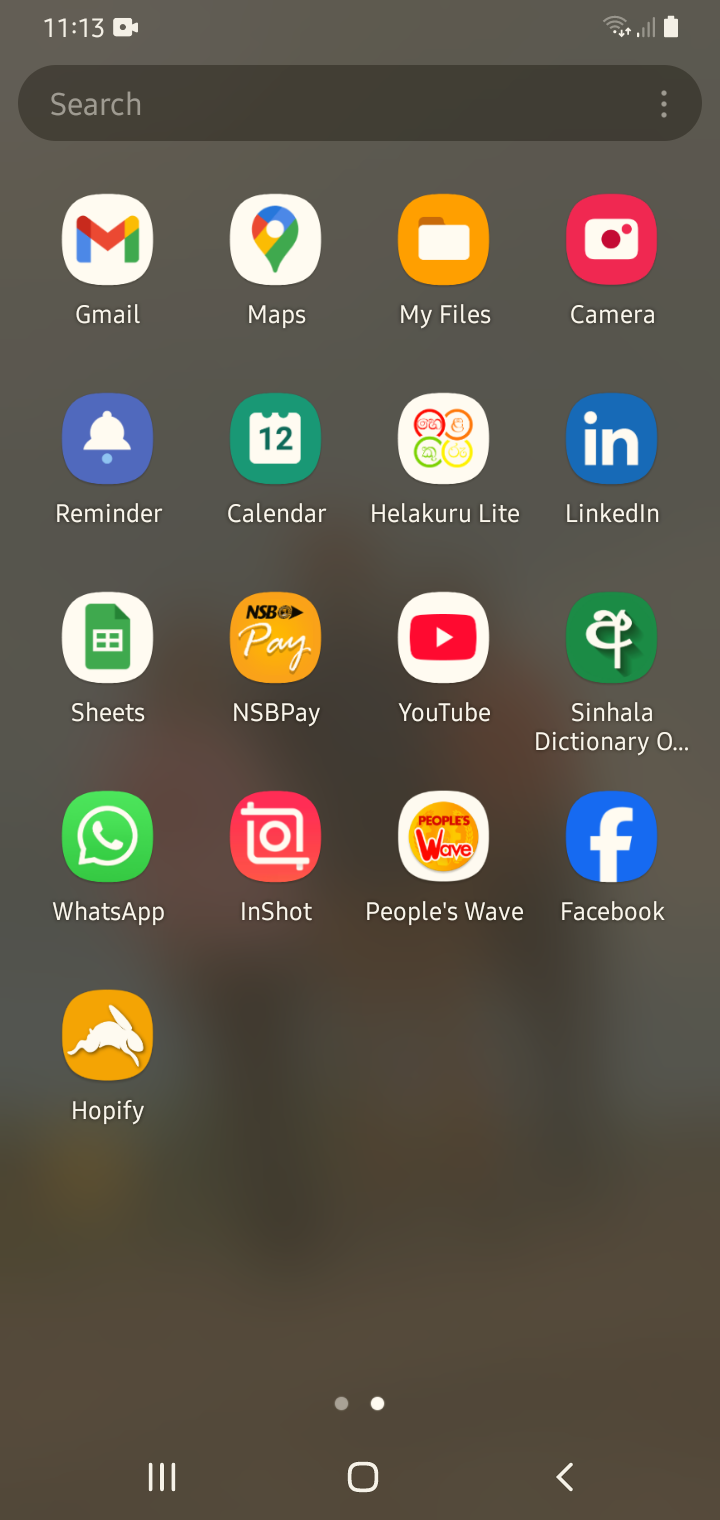 11:13
Search
Gmail
Maps
My Files
Camera
12
හෙ ළ
කු රු
in
Reminder
Calendar
Helakuru Lite
LinkedIn
NSB
Pay
අ
Sheets
NSBPay
YouTube
Sinhala
Dictionary O...
PEOPLE'S
Wave
f
WhatsApp
InShot
People's Wave
Facebook
Hopify